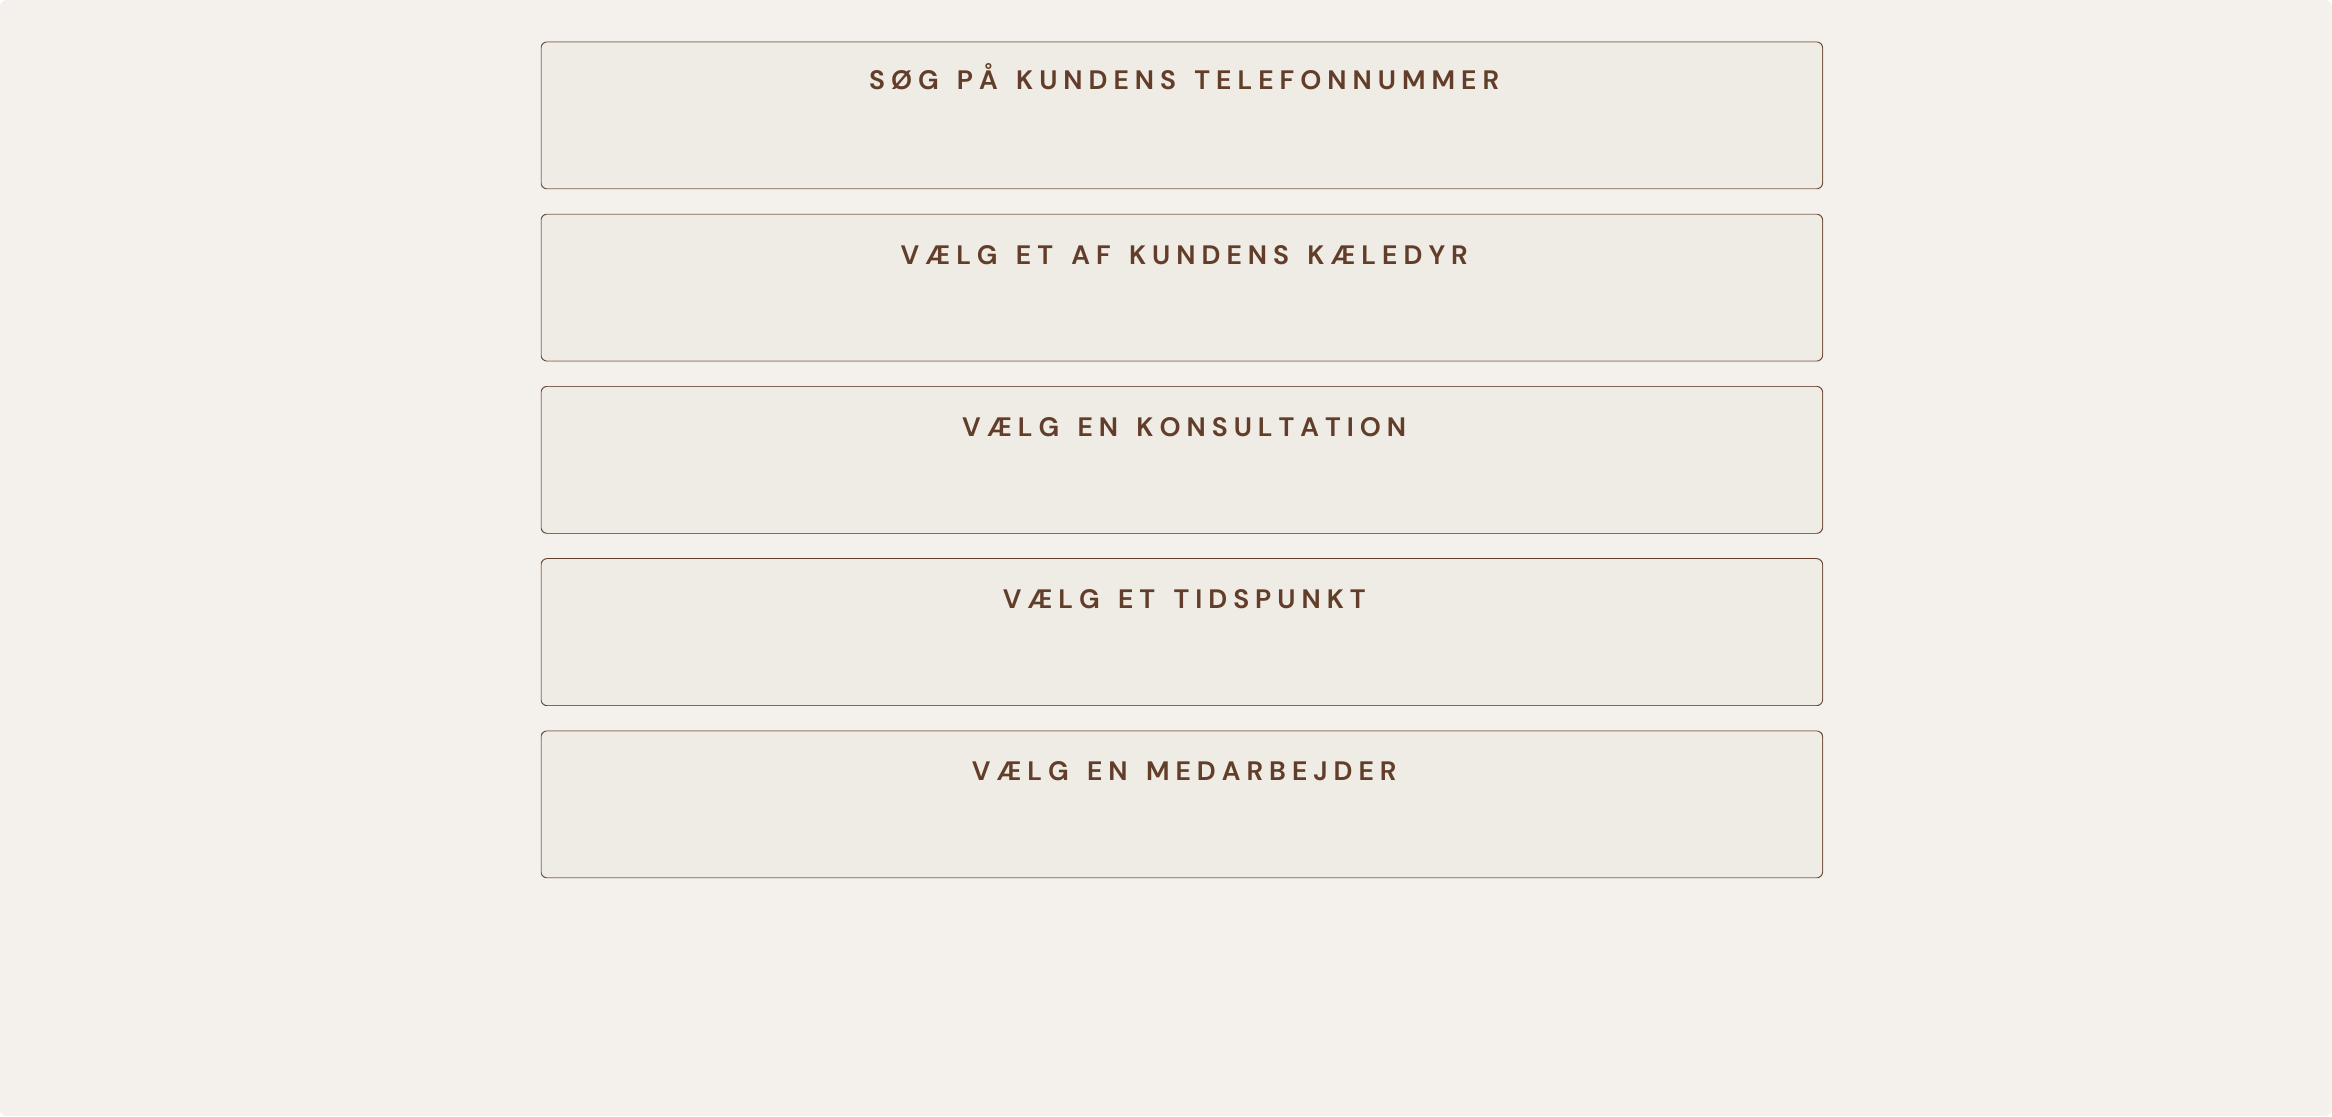 SØG PÅ KUNDENS TELEFONNUMMER
VÆLG ET AF KUNDENS KÆLEDYR
VÆLG EN KONSULTATION
VÆLG ET TIDSPUNKT
VÆLG EN MEDARBEJDER